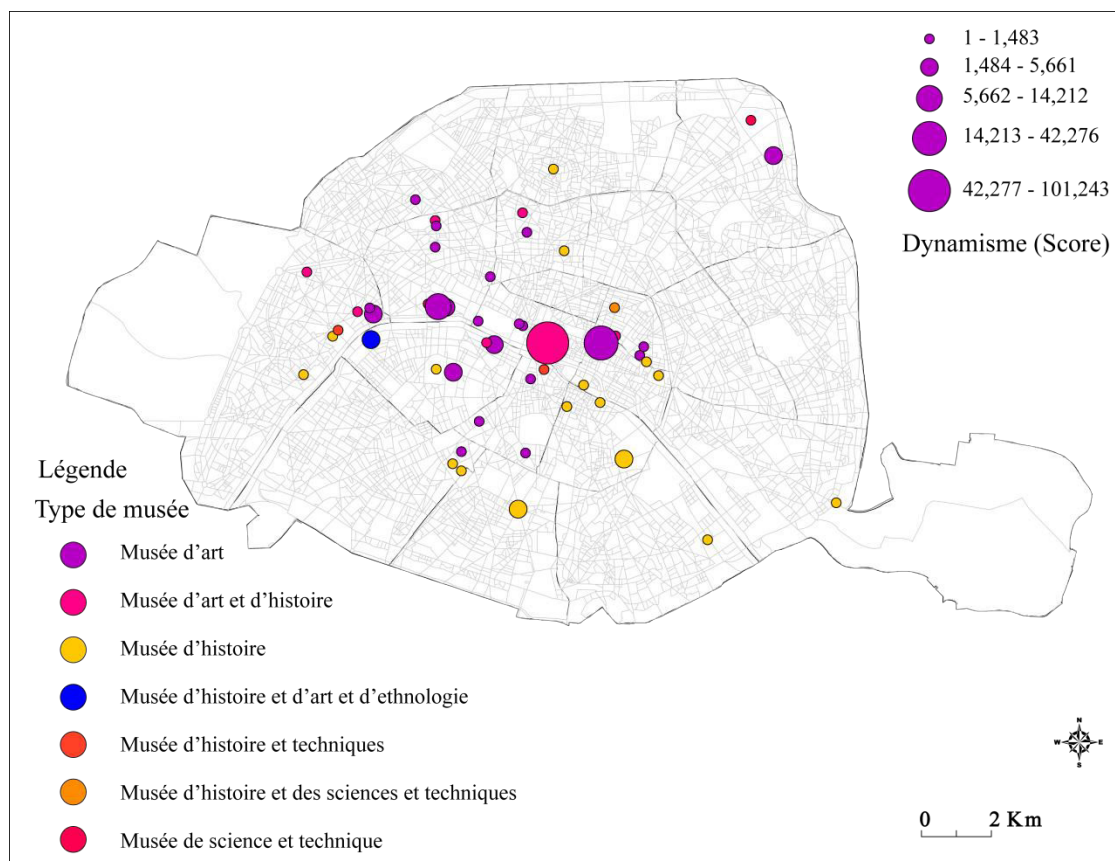 1 - 1,483
1,484 - 5,661
5,662 - 14,212
14,213 - 42,276
42,277 - 101,243
Dynamisme (Score)
Légende
Type de musée
Musée d'art
Musée d'art et d'histoire
Musée d'histoire
Musée d'histoire et d'art et d'ethnologie
Musée d'histoire et techniques
Musée d'histoire et des sciences et techniques
Musée de science et technique
N
W E
S
0 2 Km